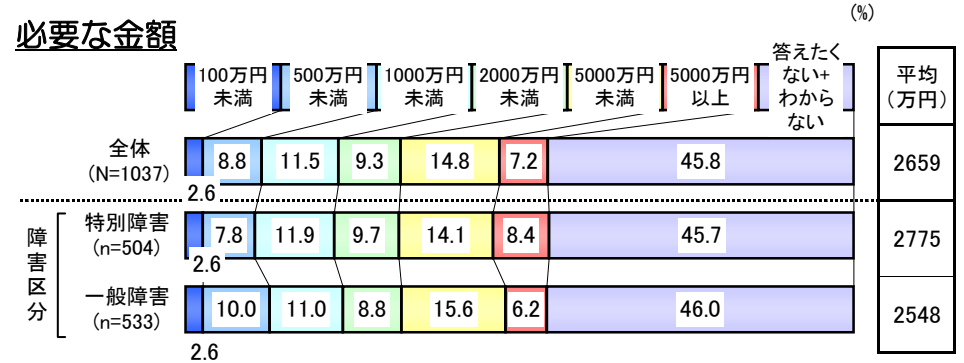 (%)
必要な金額
100万円
未満
500万円
未満
1000万円
未満
2000万円
未満
5000万円
未満
5000万円
以上
答えたく
ない+
わから
ない
平均
(万円)
全体
(N=1037)
2.6
8.8
11.5
9.3
14.8
7.2
45.8
2659
障害区分
特別障害
(n=504)
2.6
7.8
11.9
9.7
14.1
8.4
45.7
2775
一般障害
(n=533)
2.6
10.0
11.0
8.8
15.6
6.2
46.0
2548